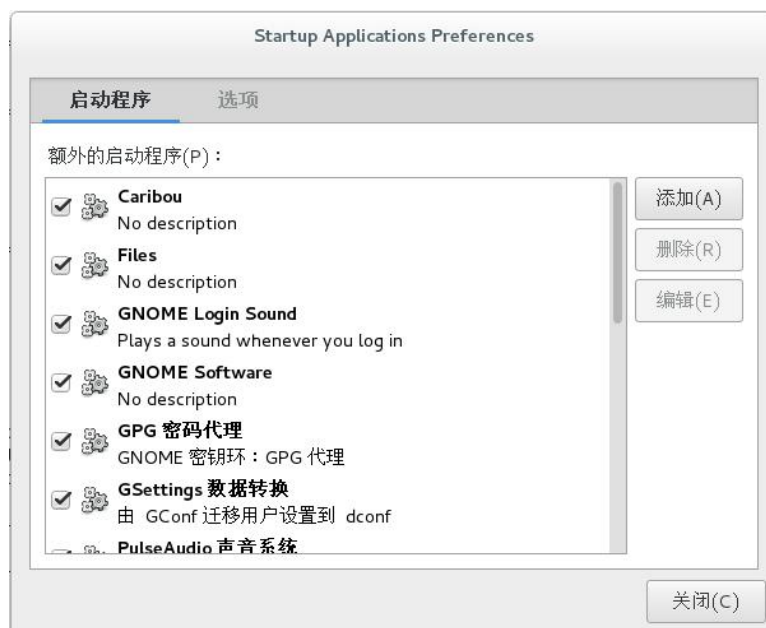 Startup Applications Preferences
启动程序 选项
额外的启动程序(P)：
Caribou
No description
Files
No description
GNOME Login Sound
Plays a sound whenever you log in
GNOME Software
No description
GPG 密码代理
GNOME 密钥环：GPG 代理
GSettings 数据转换
由 GConf 迁移用户设置到 dconf
PulseAudio 声音系统
添加(A)
删除(R)
编辑(E)
关闭(C)